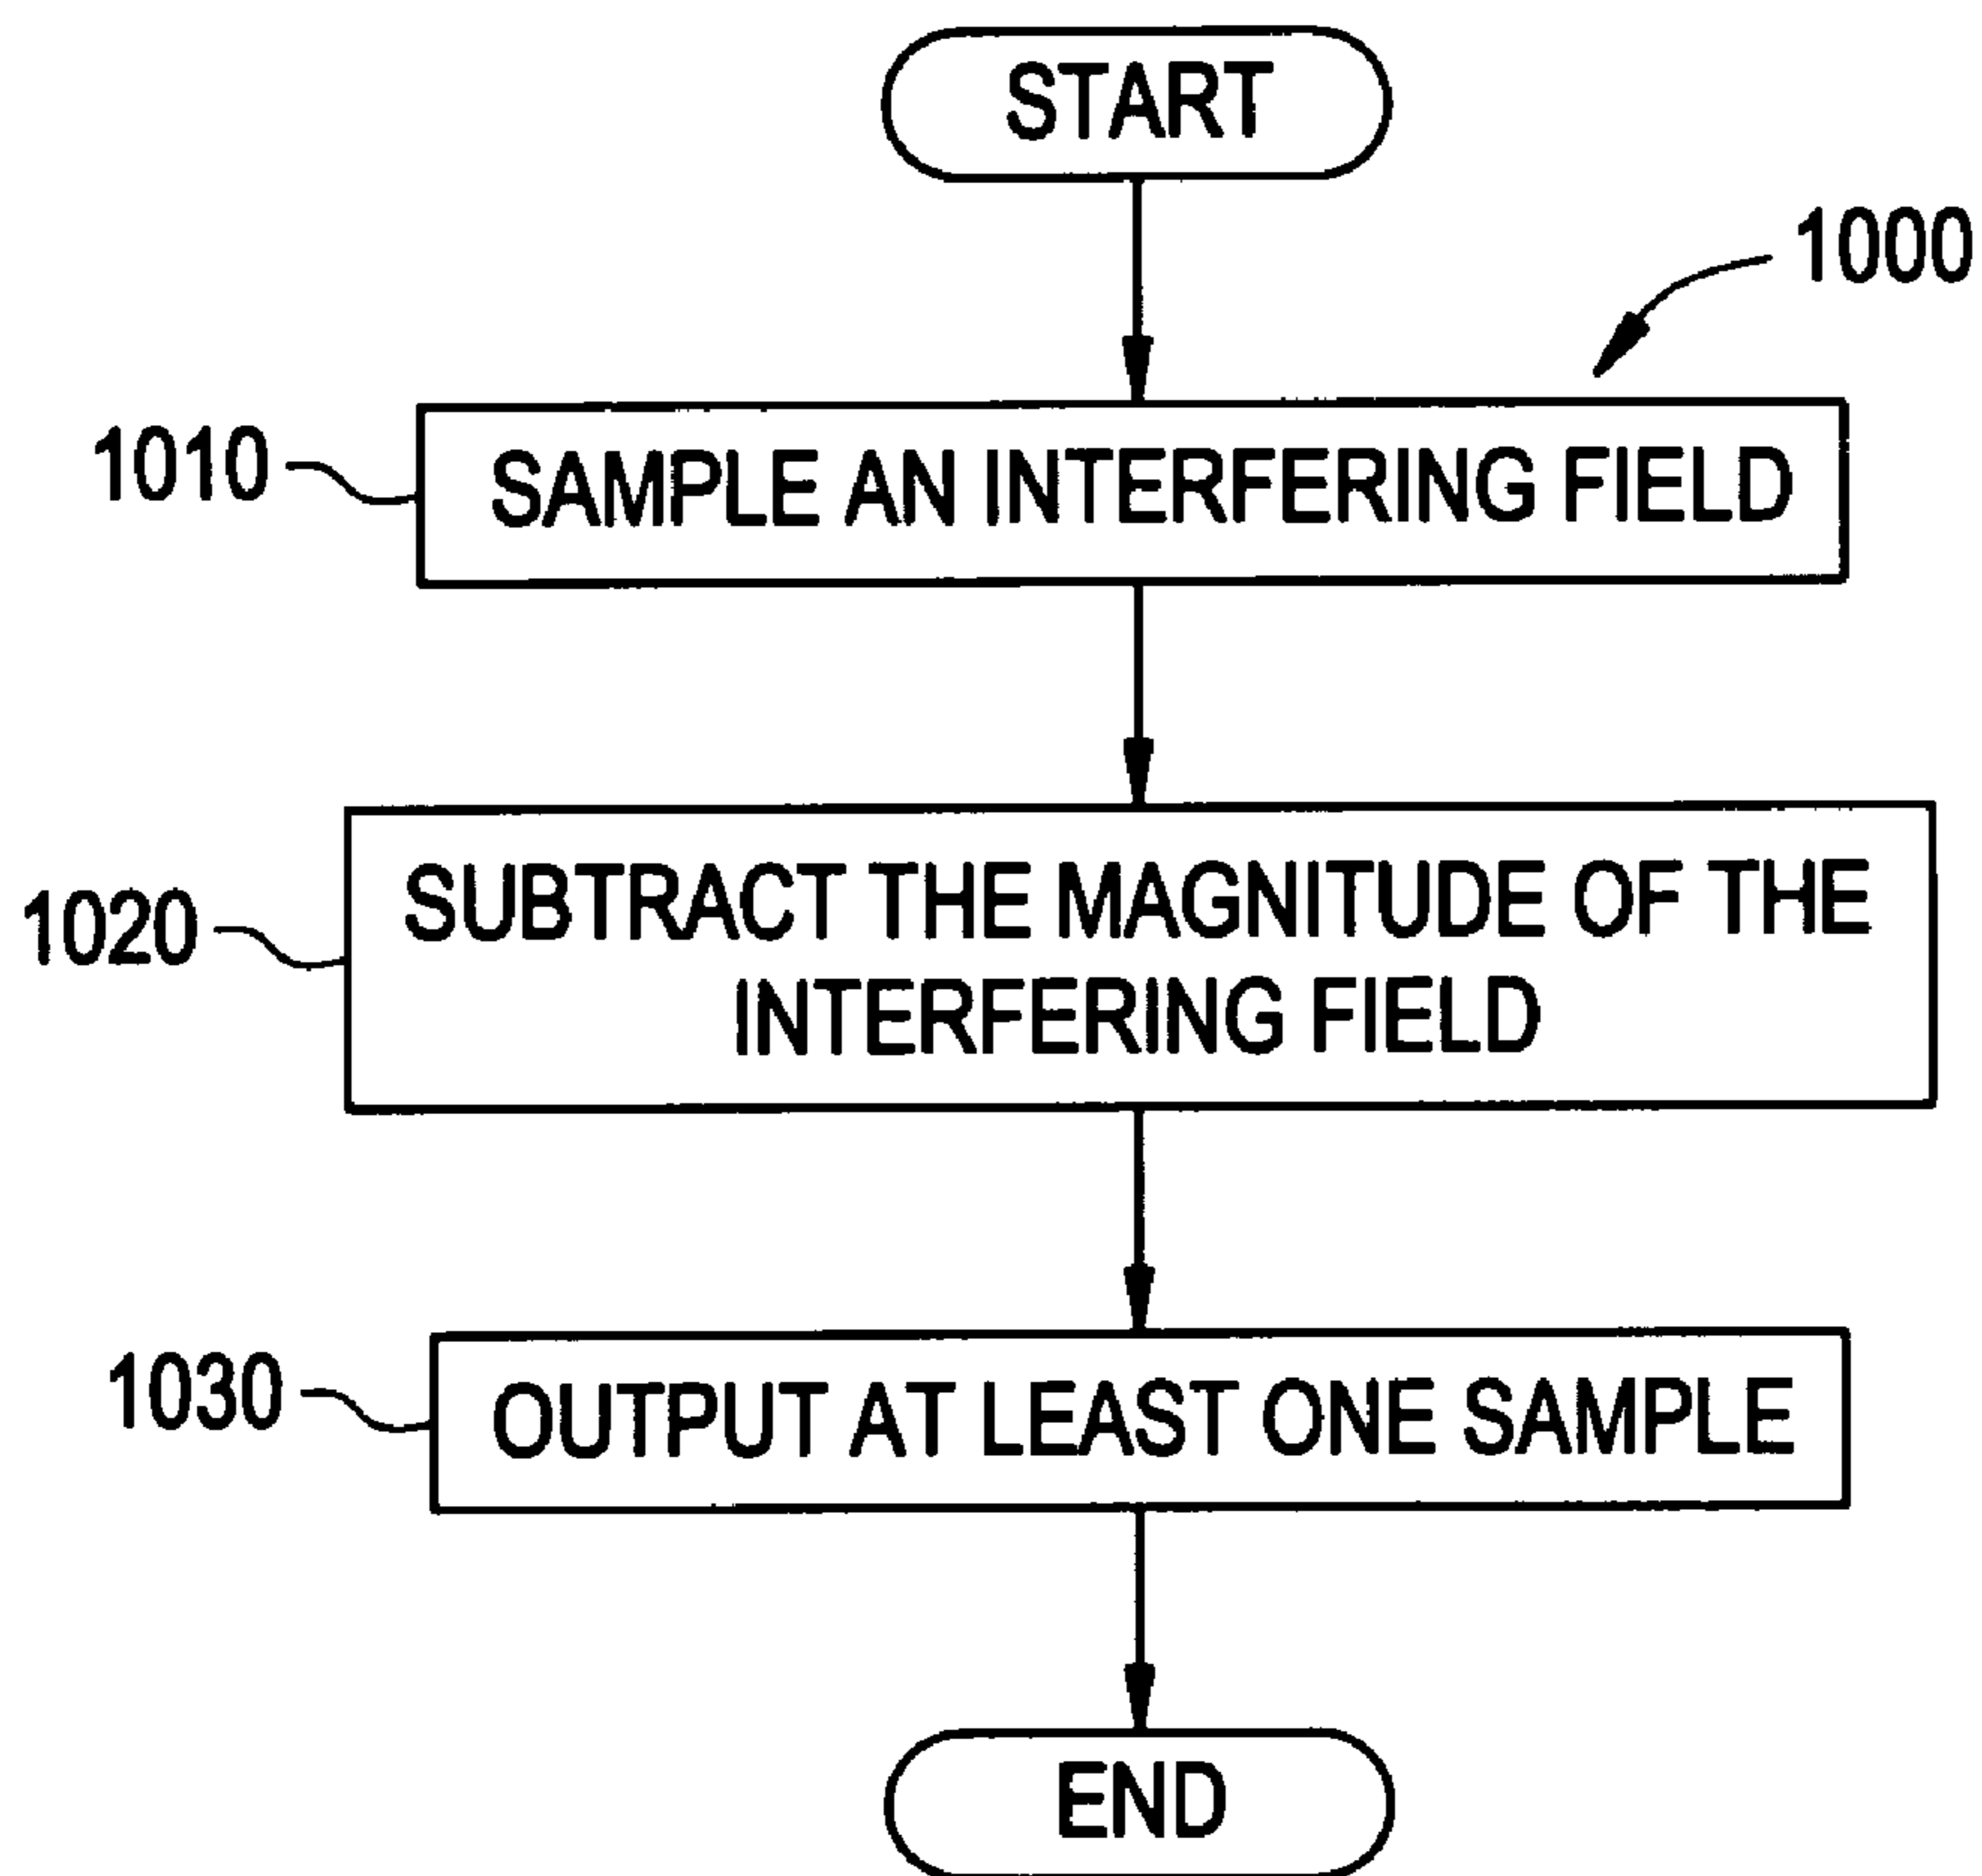 START
1000
1010
SAMPLE AN INTERFERING FIELD
1020
SUBTRACT THE MAGNITUDE OF THE
INTERFERING FIELD
1030
OUTPUT AT LEAST ONE SAMPLE
END